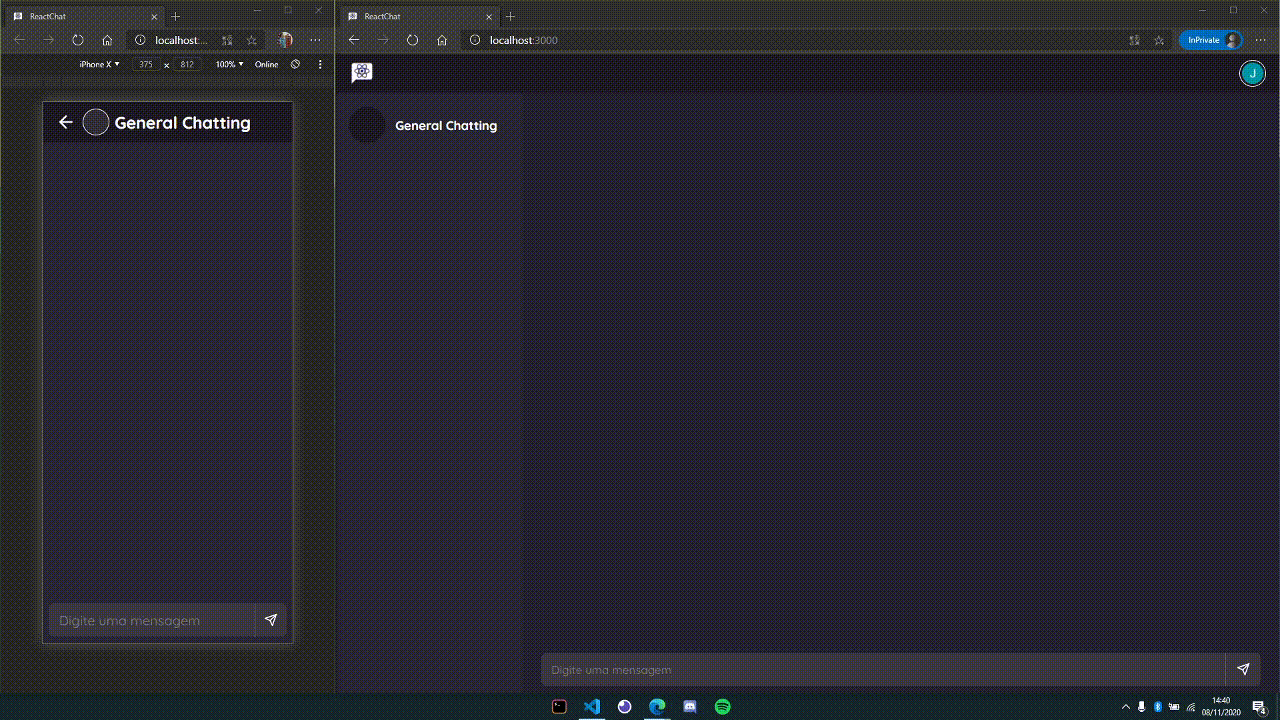 ReactChat
localhost:...
iPhone X 375 x 812 100% Online
General Chatting
Digite uma mensagem
ReactChat
localhost:3000
InPrivate
J
General Chatting
Digite uma mensagem
14:40
08/11/2020
4